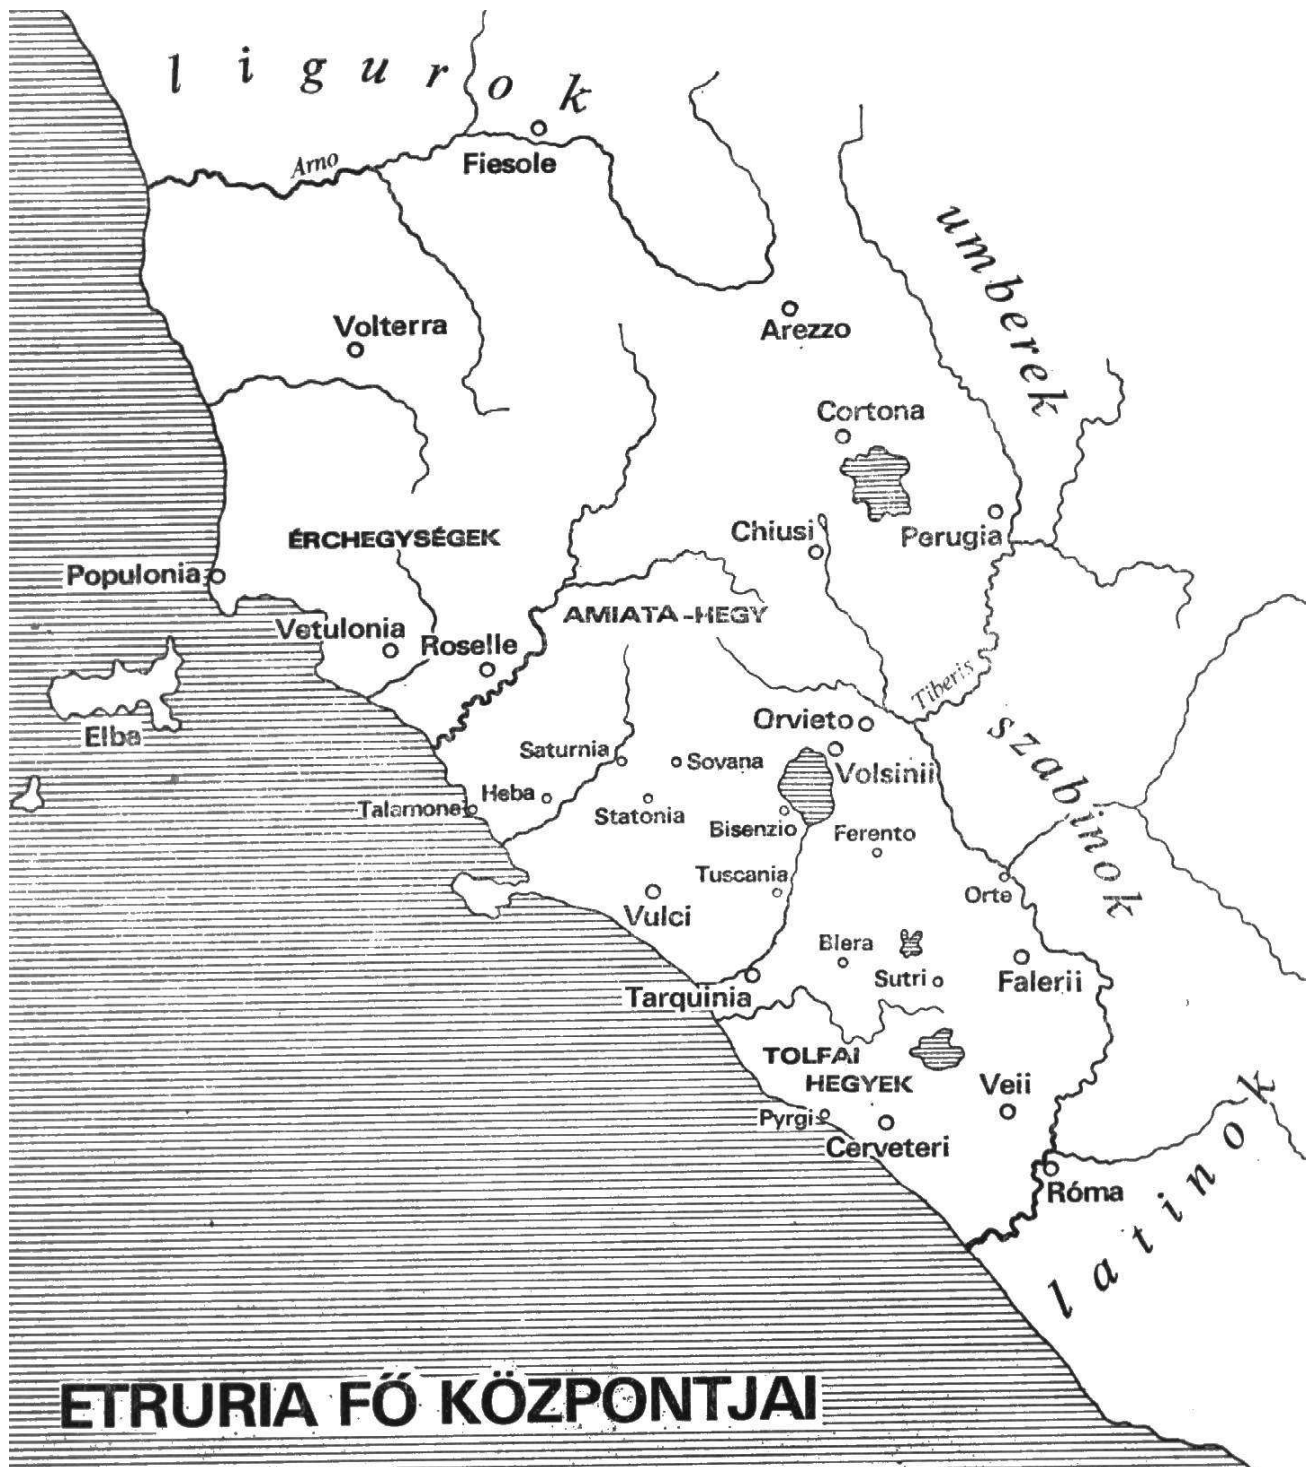 ligurok
Arno
Fiesole
umberek
Volterra
Arezzo
Cortona
ÉRCHEGYSÉGEK
Chiusi
Perugia
Populonia
AMIATA-HEGY
Vetulonia
Roselle
Tiberis
Elba
Orvieto
szabinok
Saturnia
Sovana
Volsinii
Heba
Talamone
Statonia
Bisenzio
Ferento
Tuscania
Orte
Vulci
Blera
Sutri
Falerii
Tarquinia
TOLFAI
HEGYEK
Veii
Pyrgi
Cerveteri
Róma
latinok
ETRURIA FŐ KÖZPONTJAI